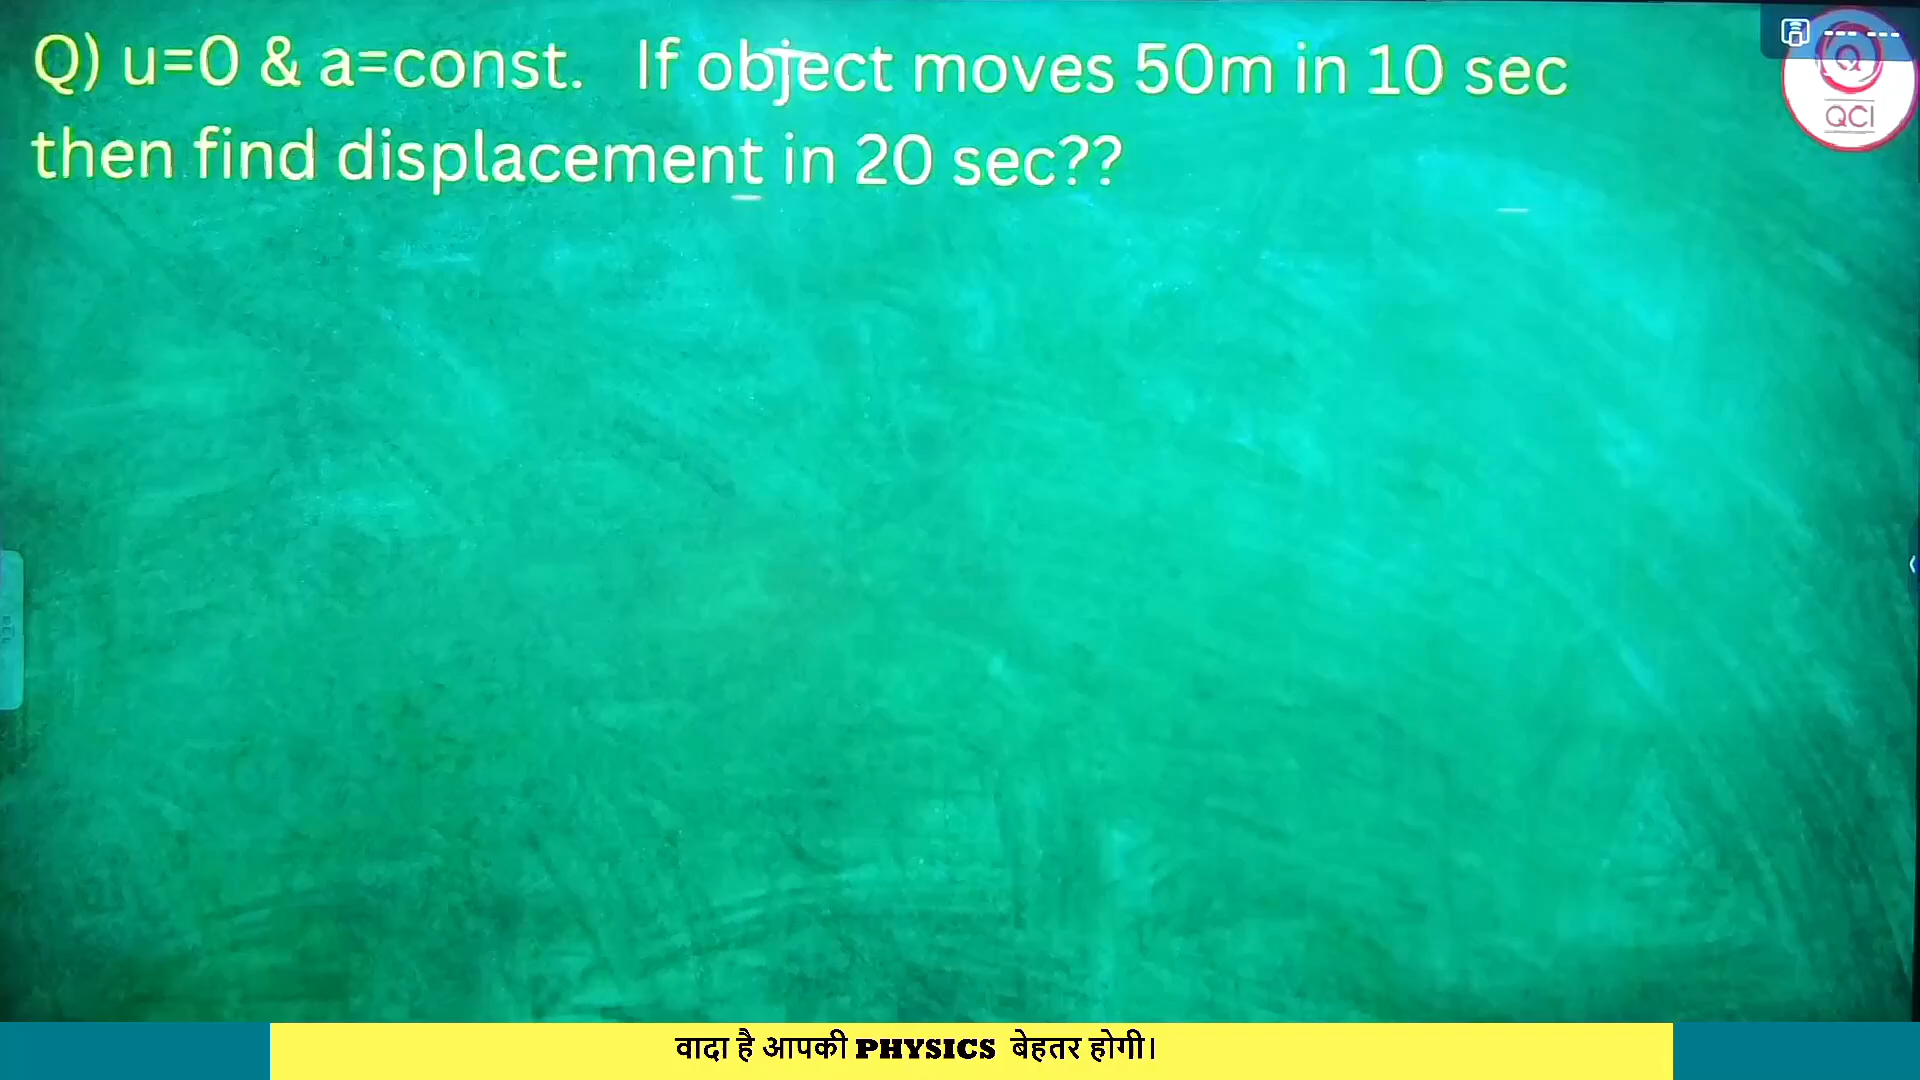 Q) u=0 & a=const. If object moves 50m in 10 sec
then find displacement in 20 sec??
QCI
वादा है आपकी PHYSICS बेहतर होगी।